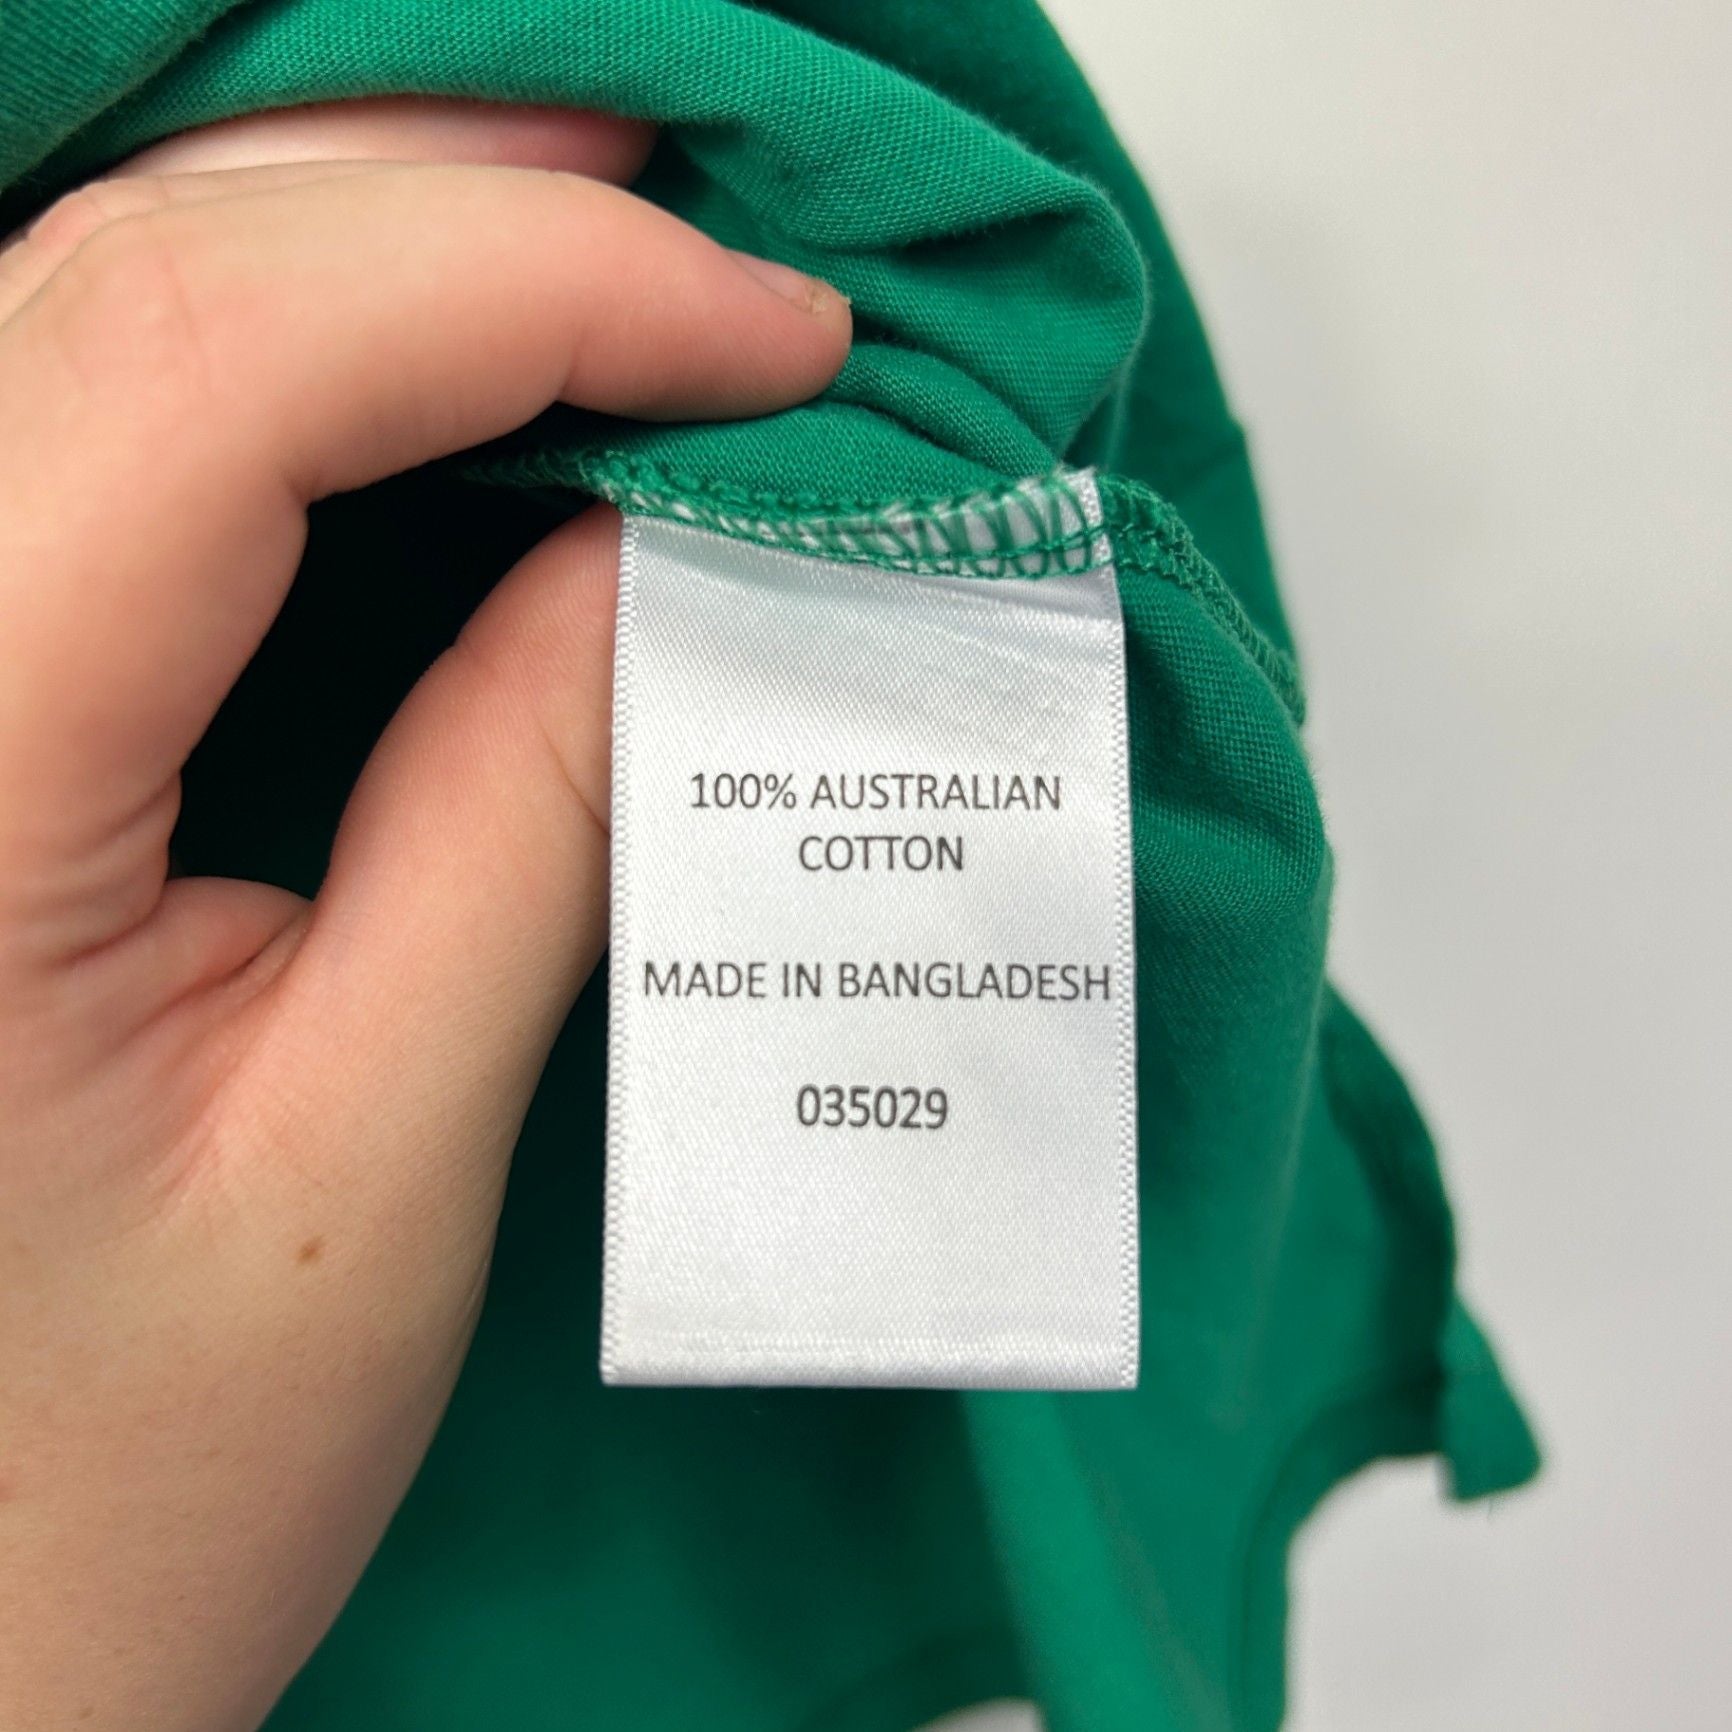 100% AUSTRALIAN
COTTON
MADE IN BANGLADESH
035029